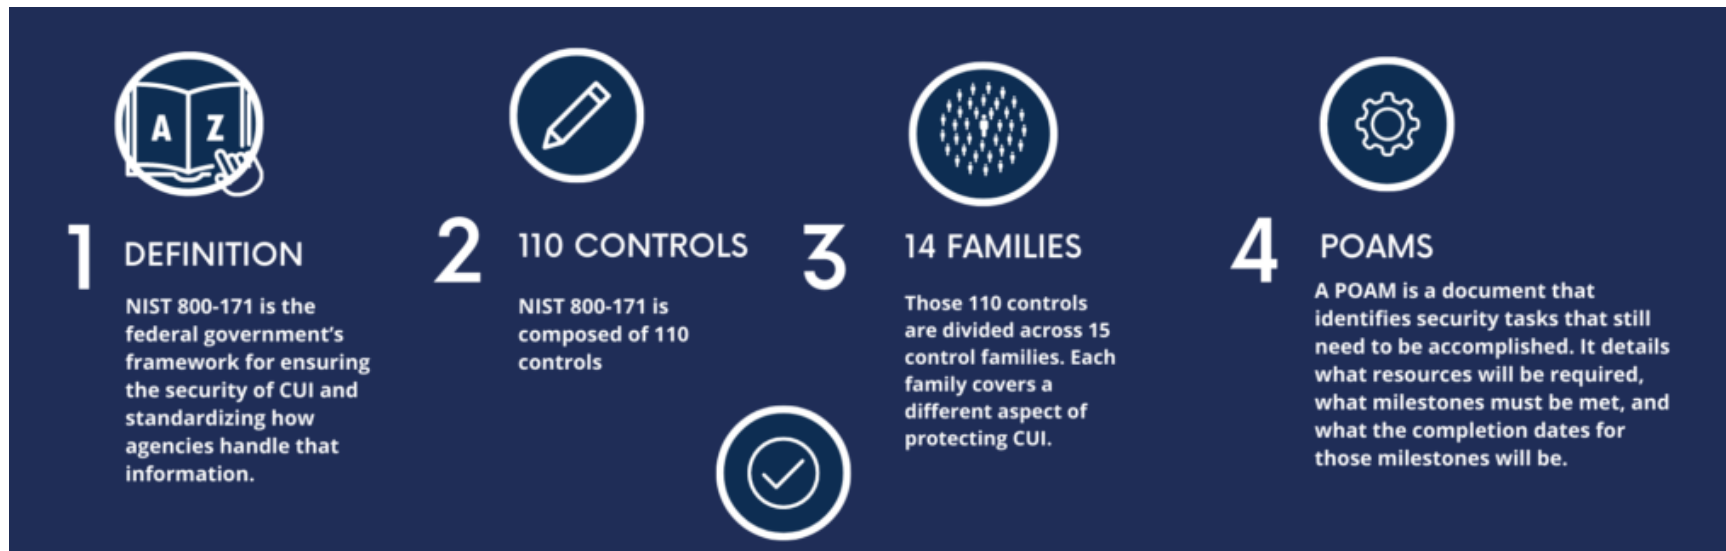 A Z
1 DEFINITION
NIST 800-171 is the
federal government's
framework for ensuring
the security of CUI and
standardizing how
agencies handle that
information.
2 110 CONTROLS
NIST 800-171 is
composed of 110
controls
3 14 FAMILIES
Those 110 controls
are divided across 15
control families. Each
family covers a
different aspect of
protecting CUI.
4 POAMS
A POAM is a document that
identifies security tasks that still
need to be accomplished. It details
what resources will be required,
what milestones must be met, and
what the completion dates for
those milestones will be.